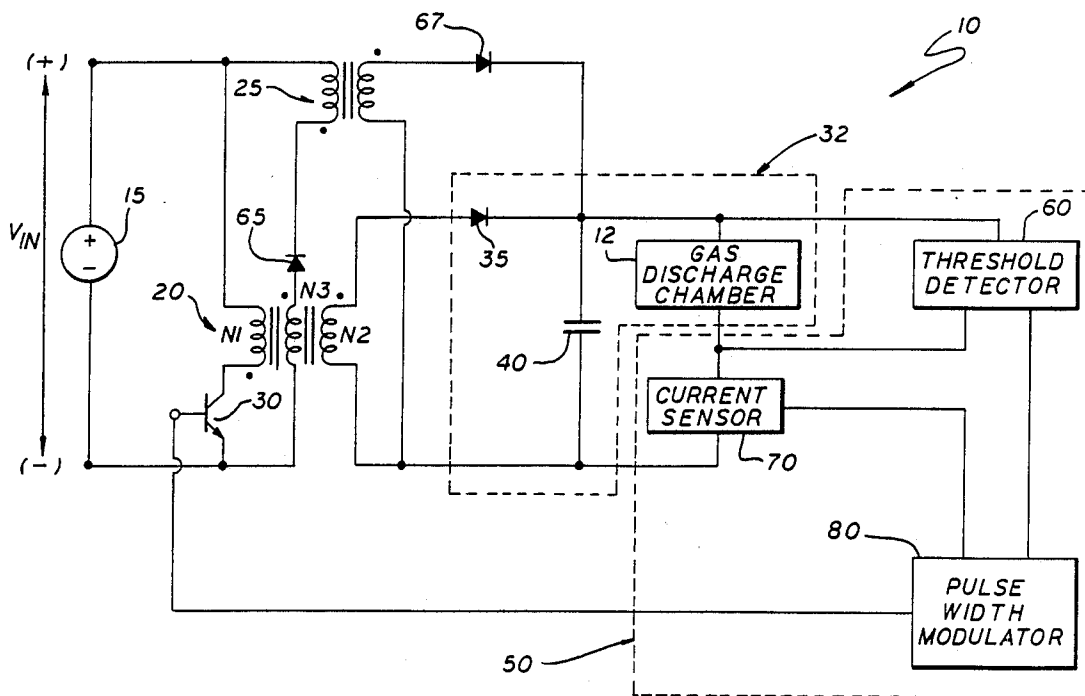 10
67
(+)
25
32
15
65
60
12
GAS
DISCHARGE
CHAMBER
THRESHOLD
DETECTOR
VIN
35
20
N3
N1
N2
40
30
CURRENT
SENSOR
(-)
70
80
PULSE
WIDTH
MODULATOR
50
+
-